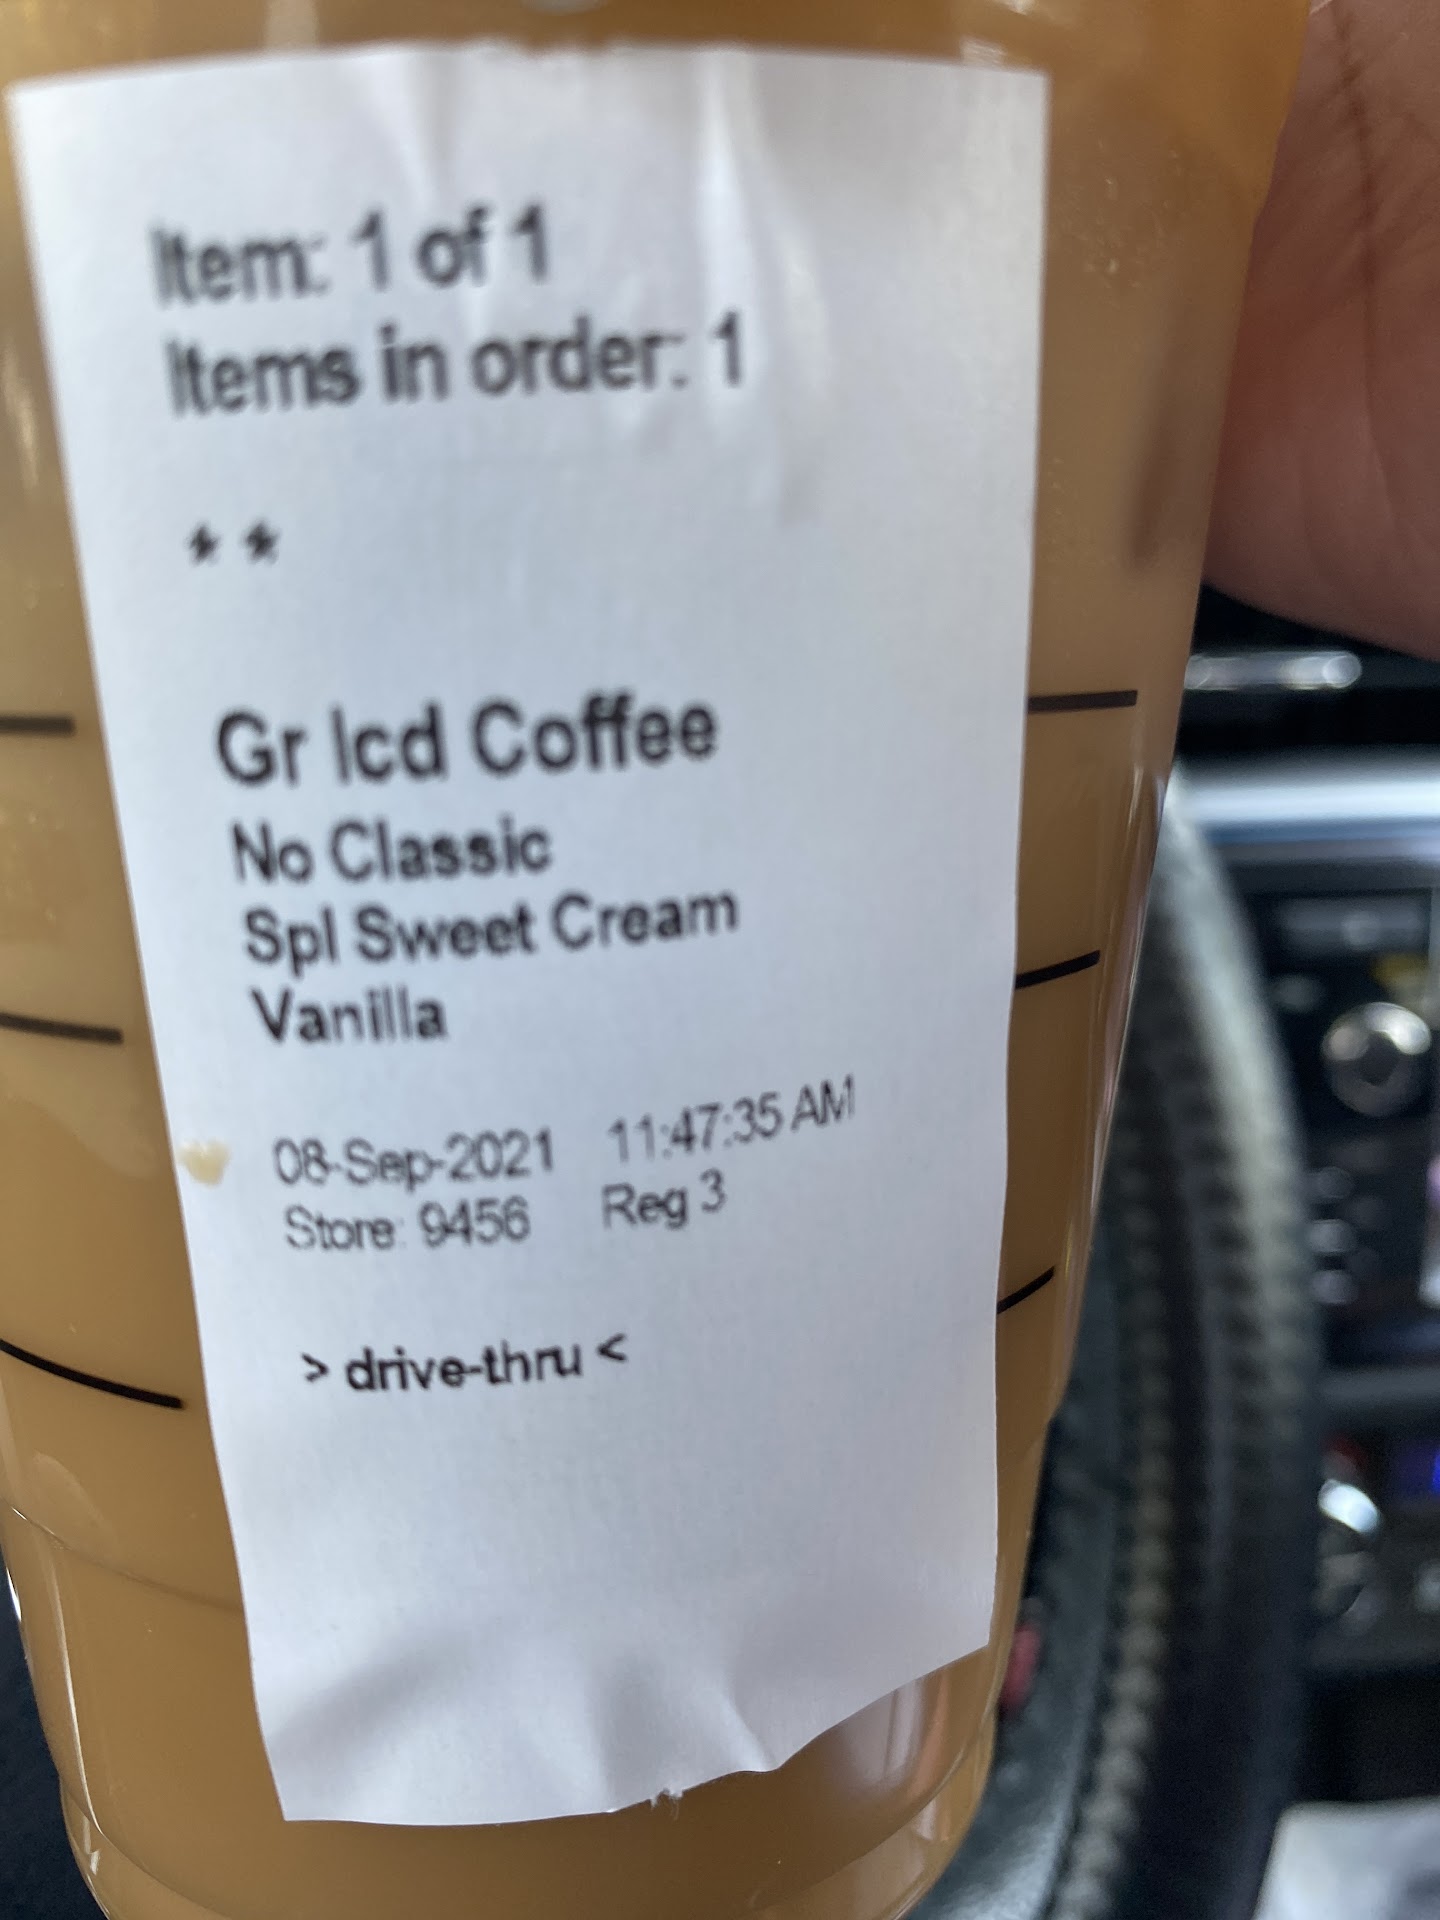 Item: 1 of 1
Items in order: 1
* *
Gr Icd Coffee
No Classic
Spl Sweet Cream
Vanilla
08-Sep-2021 11:47:35 AM
Store: 9456 Reg 3
> drive-thru <